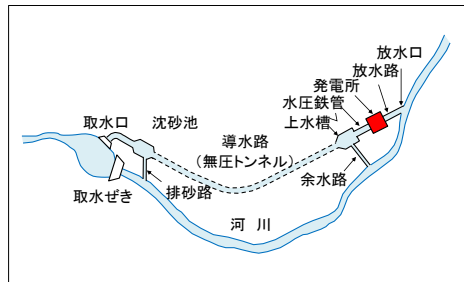 放水口
放水路
発電所
水圧鉄管
上水槽
取水口
沈砂池
導水路
（無圧トンネル）
余水路
取水ぜき
排砂路
河 川